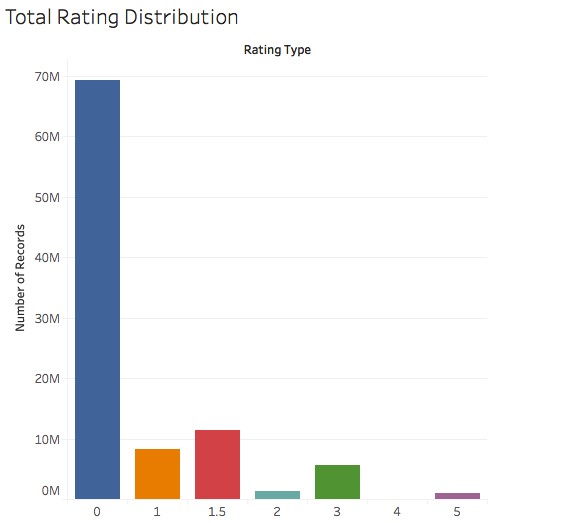 Total Rating Distribution
Rating Type
70M
60M
50M
40M
30M
20M
10M
0M
Number of Records
0 1 1.5 2 3 4 5